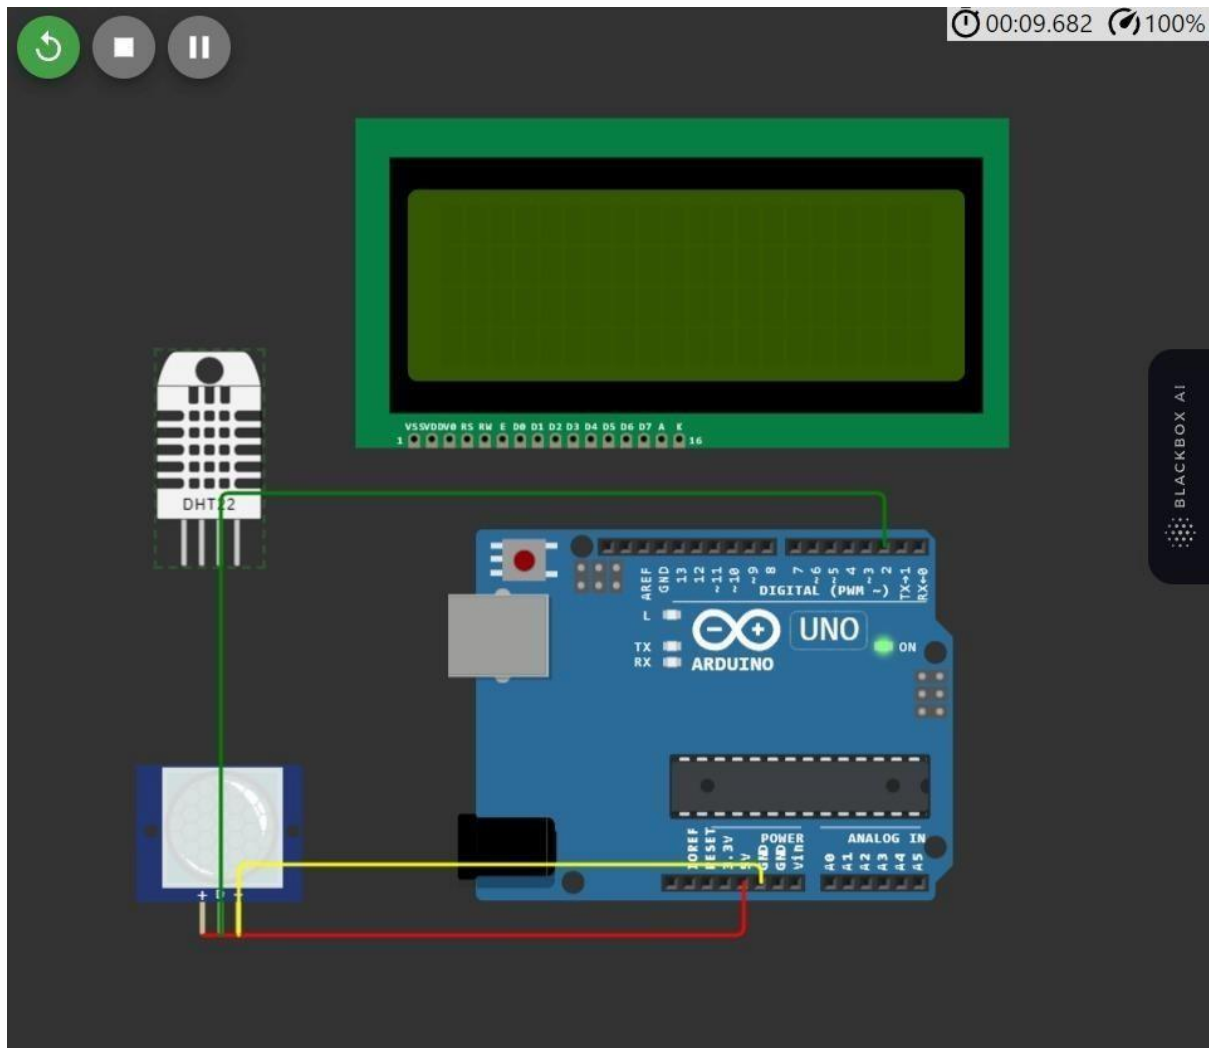 00:09.682 100%
VSS VDD V0 RS RW E D0 D1 D2 D3 D4 D5 D6 D7 A K
1 16
BLACKBOX AI
DHT22
AREF GND 13 12 ~11 ~10 ~9 8 7 ~6 ~5 4 ~3 2 TX→1 RX←0
DIGITAL (PWM ~)
L
TX
RX
UNO
ON
ARDUINO
IOREF RESET 3.3V 5V GND GND Vin
POWER
ANALOG IN
A0 A1 A2 A3 A4 A5
+ D -